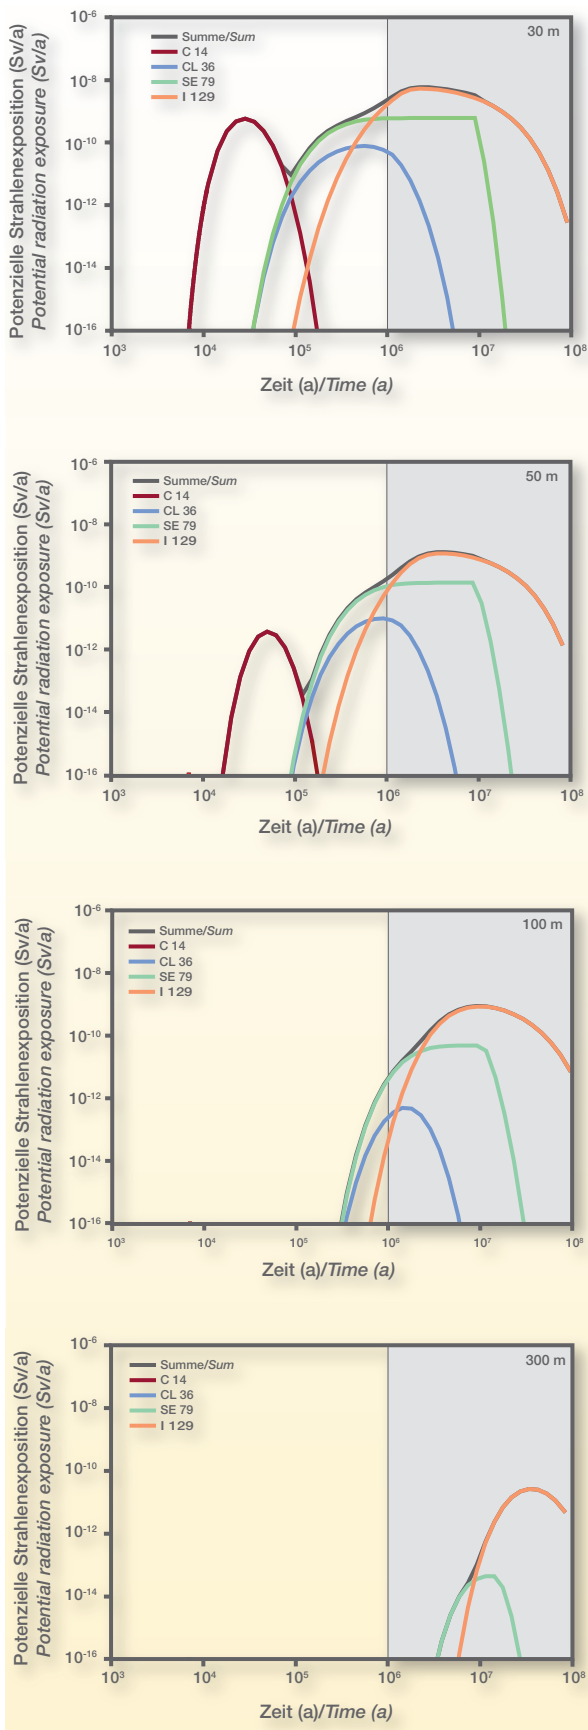 Potenzielle Strahlenexposition (Sv/a)
Potential radiation exposure (Sv/a)
10⁻⁶
10⁻⁸
10⁻¹⁰
10⁻¹²
10⁻¹⁴
10⁻¹⁶
Summe/Sum
C 14
CL 36
SE 79
I 129
30 m
10³ 10⁴ 10⁵ 10⁶ 10⁷ 10⁸
Zeit (a)/Time (a)
Potenzielle Strahlenexposition (Sv/a)
Potential radiation exposure (Sv/a)
10⁻⁶
10⁻⁸
10⁻¹⁰
10⁻¹²
10⁻¹⁴
10⁻¹⁶
Summe/Sum
C 14
CL 36
SE 79
I 129
50 m
10³ 10⁴ 10⁵ 10⁶ 10⁷ 10⁸
Zeit (a)/Time (a)
Potenzielle Strahlenexposition (Sv/a)
Potential radiation exposure (Sv/a)
10⁻⁶
10⁻⁸
10⁻¹⁰
10⁻¹²
10⁻¹⁴
10⁻¹⁶
Summe/Sum
C 14
CL 36
SE 79
I 129
100 m
10³ 10⁴ 10⁵ 10⁶ 10⁷ 10⁸
Zeit (a)/Time (a)
Potenzielle Strahlenexposition (Sv/a)
Potential radiation exposure (Sv/a)
10⁻⁶
10⁻⁸
10⁻¹⁰
10⁻¹²
10⁻¹⁴
10⁻¹⁶
Summe/Sum
C 14
CL 36
SE 79
I 129
300 m
10³ 10⁴ 10⁵ 10⁶ 10⁷ 10⁸
Zeit (a)/Time (a)